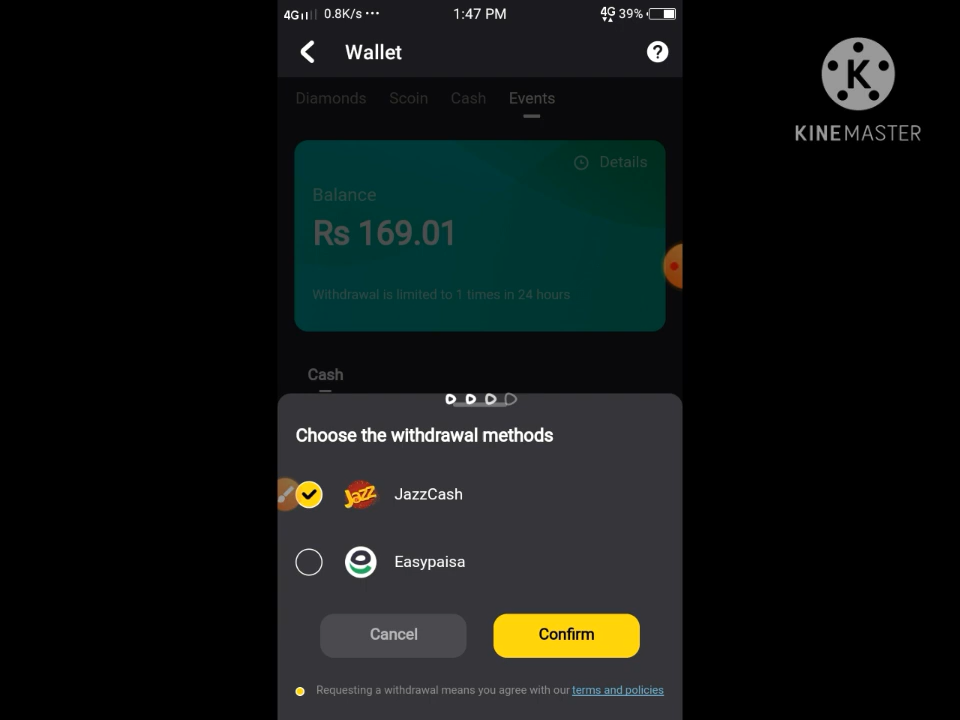 4G 0.8K/s ... 1:47 PM 4G 39%
Wallet ?
Diamonds Scoin Cash Events
Details
Balance
Rs 169.01
Withdrawal is limited to 1 times in 24 hours
Cash
Choose the withdrawal methods
Jazz JazzCash
e Easypaisa
Cancel Confirm
Requesting a withdrawal means you agree with our terms and policies
K
KINEMASTER